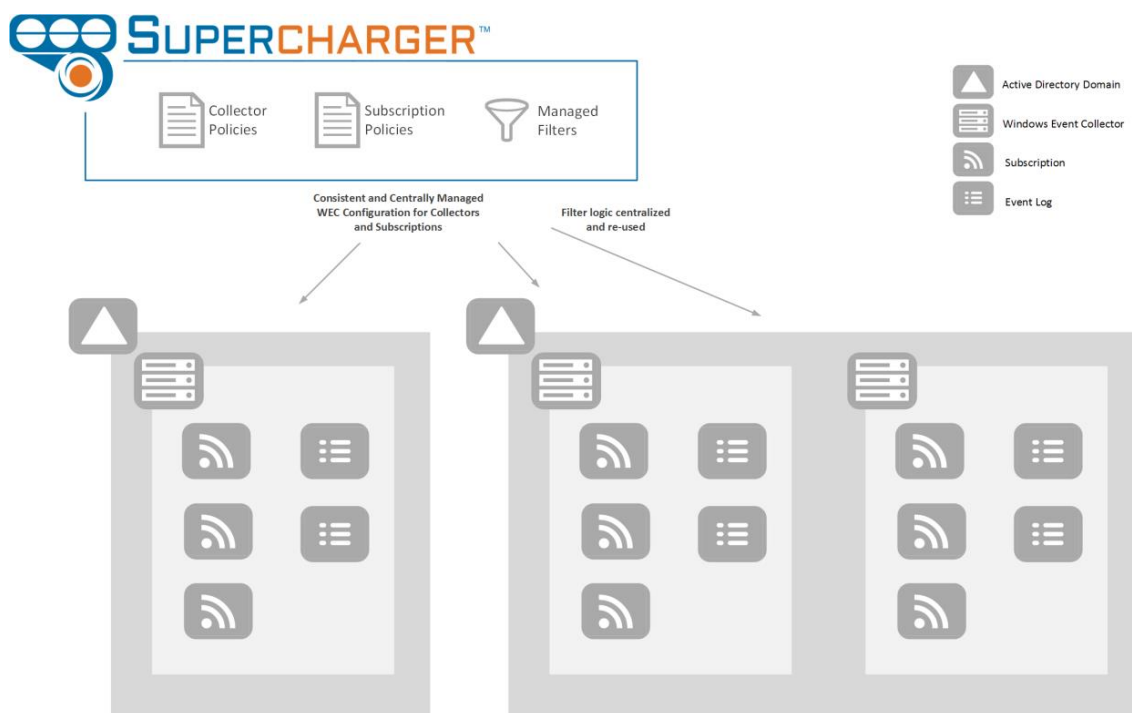 SUPERCHARGER™
Collector
Policies
Subscription
Policies
Managed
Filters
Active Directory Domain
Windows Event Collector
Subscription
Event Log
Consistent and Centrally Managed
WEC Configuration for Collectors
and Subscriptions
Filter logic centralized
and re-used